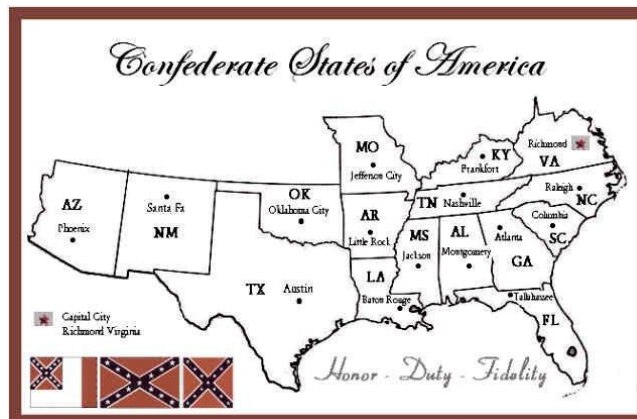 Confederate States of America
MO
Jefferson City
KY
Frankfort
Richmond
VA
AZ
Phoenix
Santa Fa
NM
OK
Oklahoma City
AR
Little Rock
TN Nashville
Raleigh
NC
Columbia
SC
MS
Jackson
AL
Montgomery
Atlanta
GA
TX
Austin
LA
Baton Rouge
Tallahassee
FL
Capital City
Richmond Virginia
Honor - Duty - Fidelity